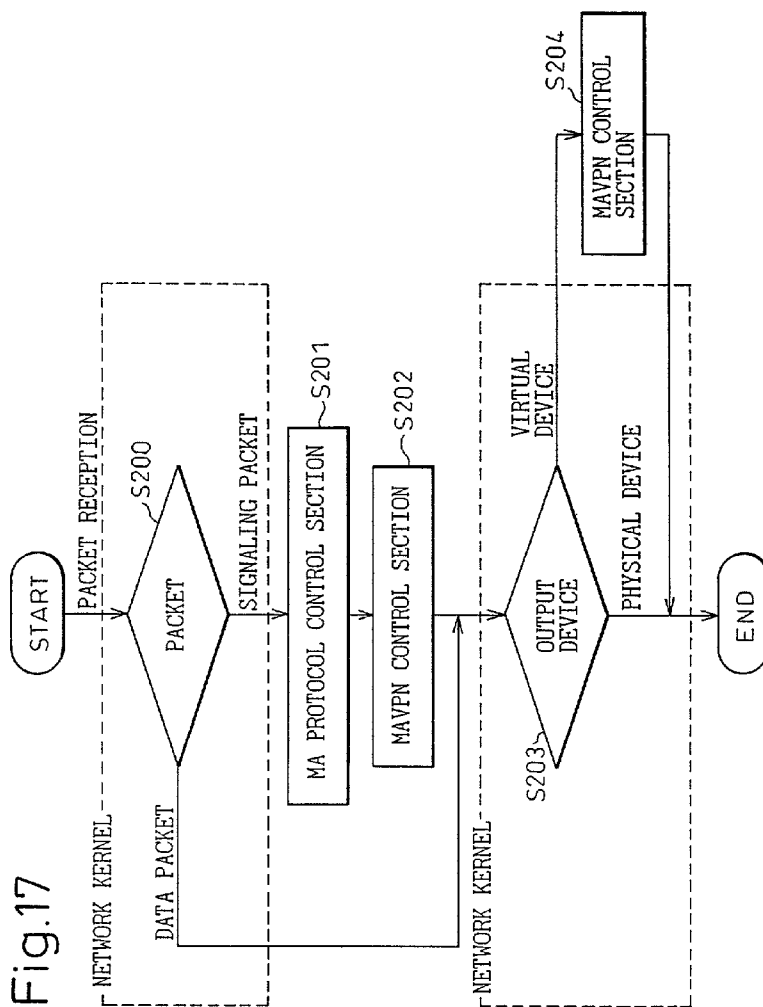 Fig.17
START
PACKET RECEPTION
NETWORK KERNEL
S200
PACKET
DATA PACKET
SIGNALING PACKET
S201
MA PROTOCOL CONTROL SECTION
S202
MAVPN CONTROL SECTION
NETWORK KERNEL
S203
OUTPUT
DEVICE
VIRTUAL
DEVICE
S204
MAVPN CONTROL
SECTION
PHYSICAL DEVICE
END